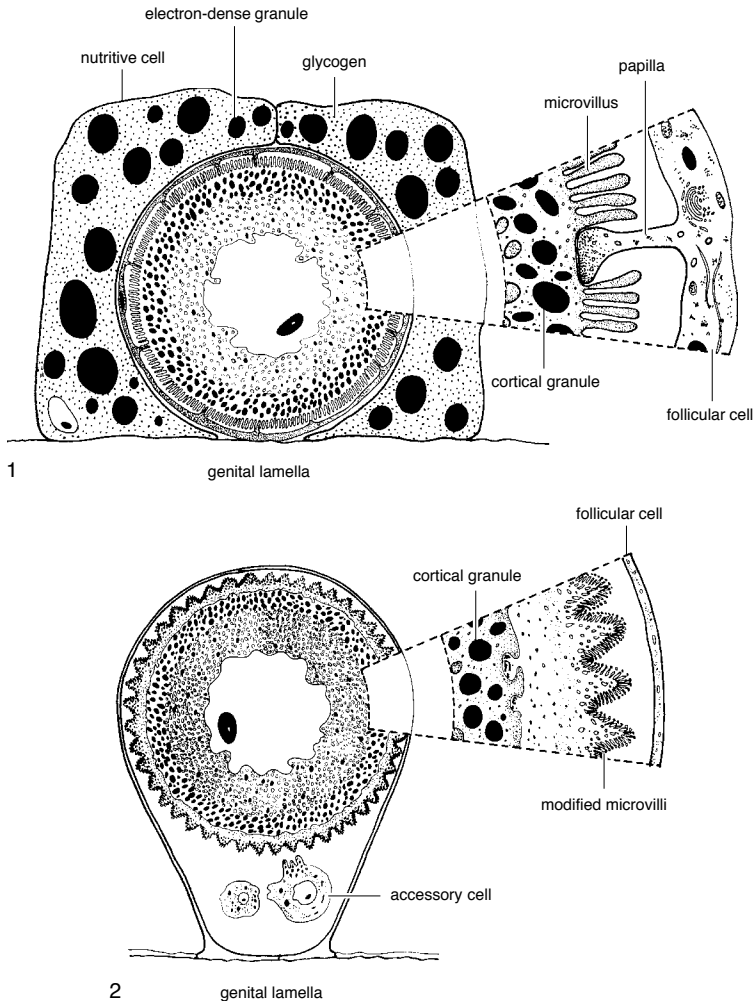 electron-dense granule
nutritive cell
glycogen
papilla
microvillus
cortical granule
follicular cell
1
genital lamella
follicular cell
cortical granule
modified microvilli
accessory cell
2
genital lamella